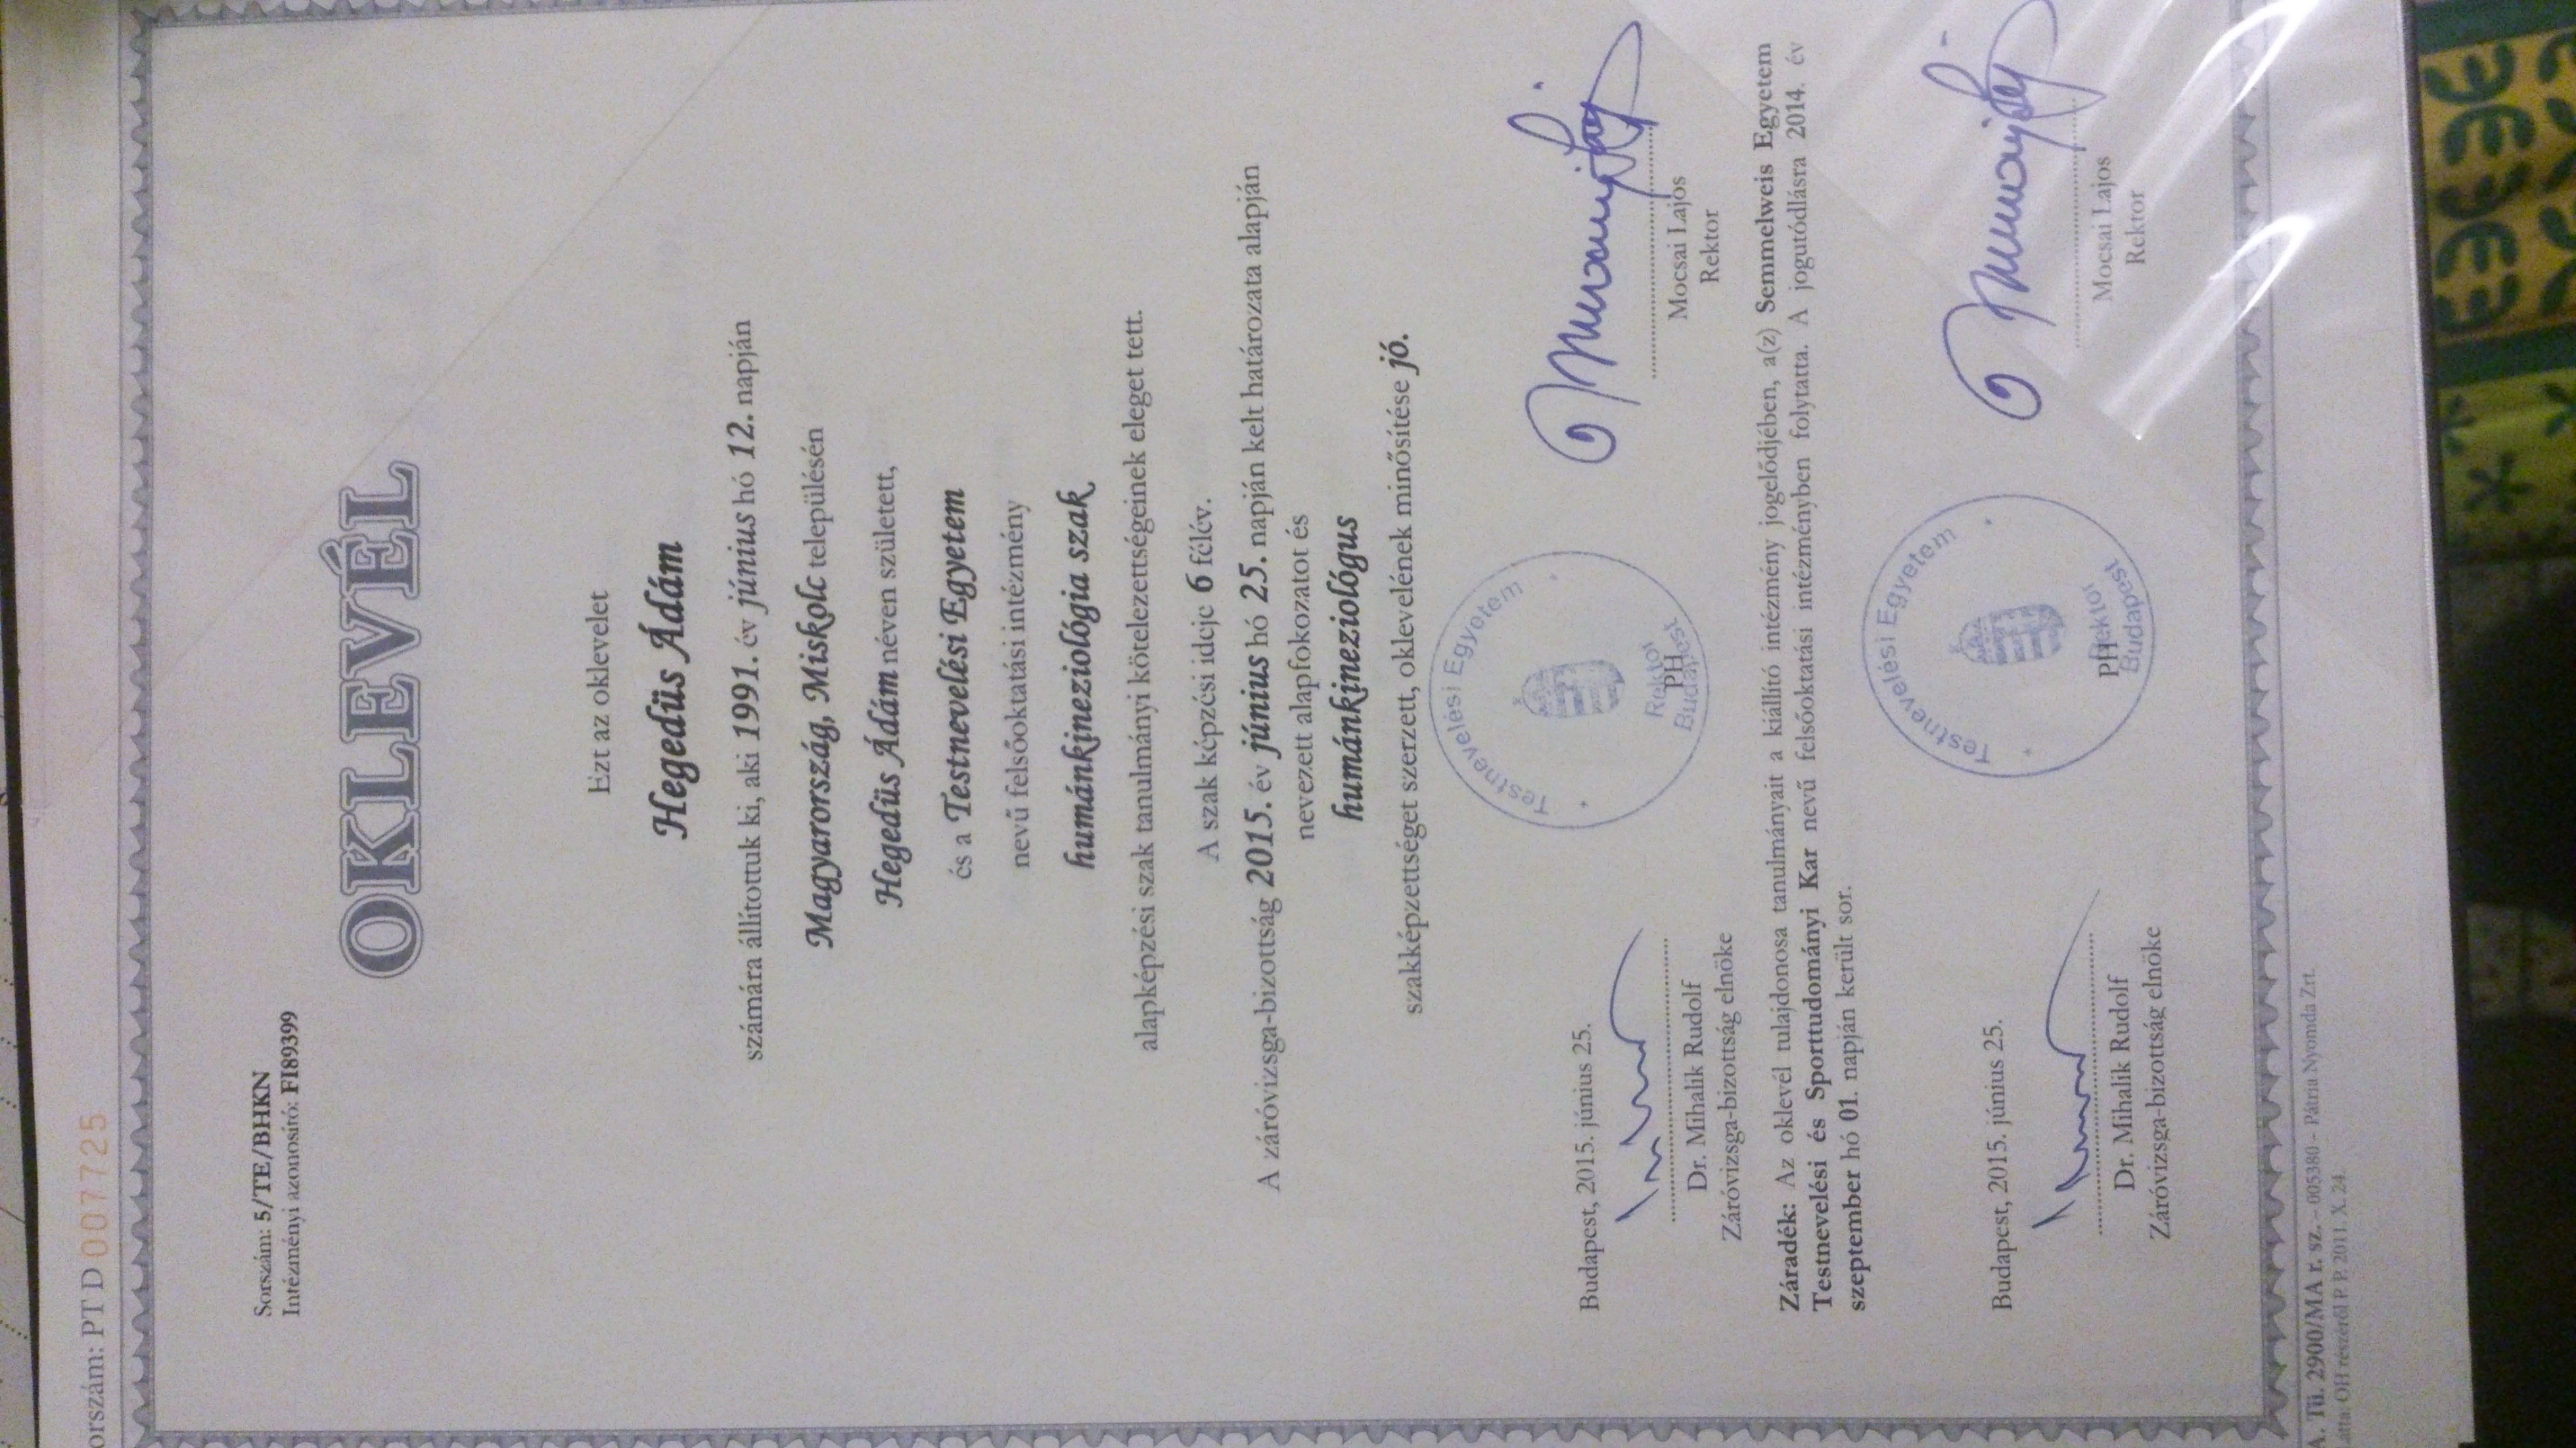 orszám: PT D 007725
Sorszám: 5/TE/BHKN
Intézményi azonosító: FI89399
OKLEVÉL
Ezt az oklevelet
Hegedüs Ádám
számára állítottuk ki, aki 1991. év június hó 12. napján
Magyarország, Miskolc településén
Hegedüs Ádám néven született,
és a Testnevelési Egyetem
nevű felsőoktatási intézmény
humánkineziológia szak
alapképzési szak tanulmányi kötelezettségeinek eleget tett.
A szak képzési ideje 6 félév.
A záróvizsga-bizottság 2015. év június hó 25. napján kelt határozata alapján
nevezett alapfokozatot és
humánkineziológus
szakképzettséget szerzett, oklevelének minősítése jó.
Budapest, 2015. június 25.
Testnevelési Egyetem
Rektor
Budapest
PH
Dr. Mihalik Rudolf
Záróvizsga-bizottság elnöke
Mocsai Lajos
Rektor
Záradék: Az oklevél tulajdonosa tanulmányait a kiállító intézmény jogelődjében, a(z) Semmelweis Egyetem
Testnevelési és Sporttudományi Kar nevű felsőoktatási intézményben folytatta. A jogutódlásra 2014. év
szeptember hó 01. napján került sor.
Budapest, 2015. június 25.
Testnevelési Egyetem
Rektor
Budapest
PH
Dr. Mihalik Rudolf
Záróvizsga-bizottság elnöke
Mocsai Lajos
Rektor
A. Tü. 2900/MA r. sz. – 005380 – Pátria Nyomda Zrt.
OH részéről P. P. 2011. X. 24.